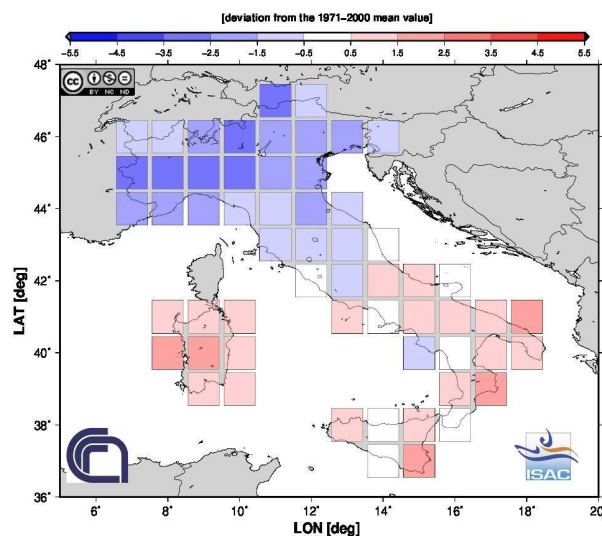 [deviation from the 1971-2000 mean value]
-5.5 -4.5 -3.5 -2.5 -1.5 -0.5 0.5 1.5 2.5 3.5 4.5 5.5
48°
46°
44°
42°
40°
38°
36°
LAT [deg]
cc
BY NC ND
ISAC
6° 8° 10° 12° 14° 16° 18° 20°
LON [deg]